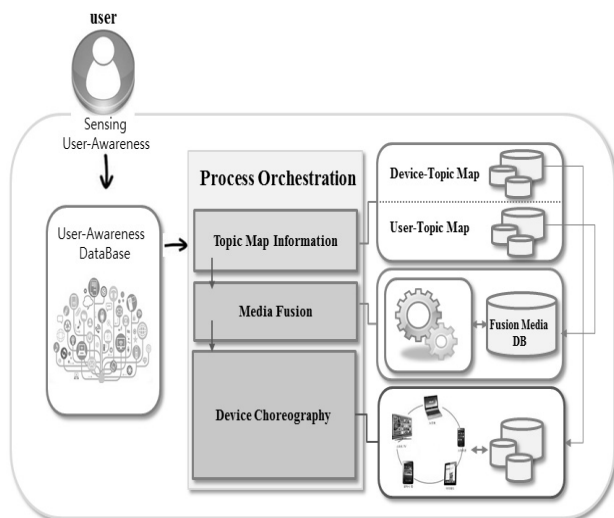 user
Sensing
User-Awareness
User-Awareness
DataBase
Process Orchestration
Topic Map Information
Media Fusion
Device Choreography
Device-Topic Map
User-Topic Map
Fusion Media
DB